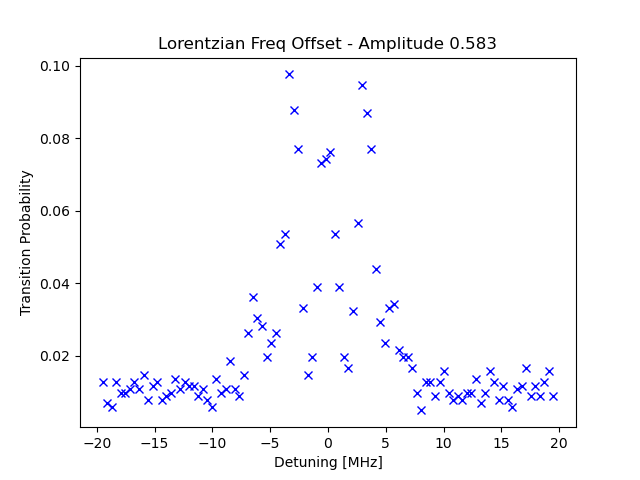 Lorentzian Freq Offset - Amplitude 0.583
0.10
0.08
0.06
0.04
0.02
Transition Probability
−20 −15 −10 −5 0 5 10 15 20
Detuning [MHz]